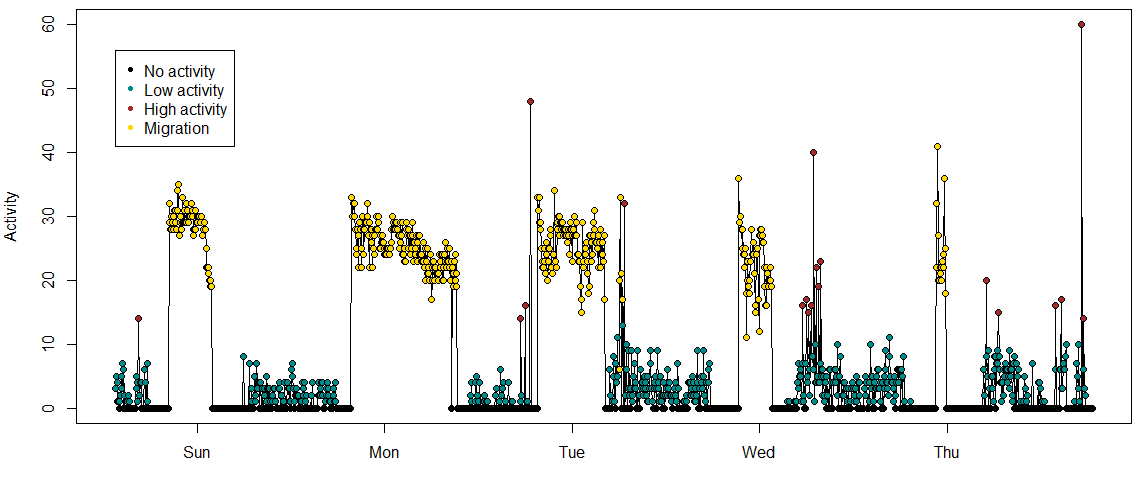 60
50
40
30
20
10
0
Activity
No activity
Low activity
High activity
Migration
Sun Mon Tue Wed Thu